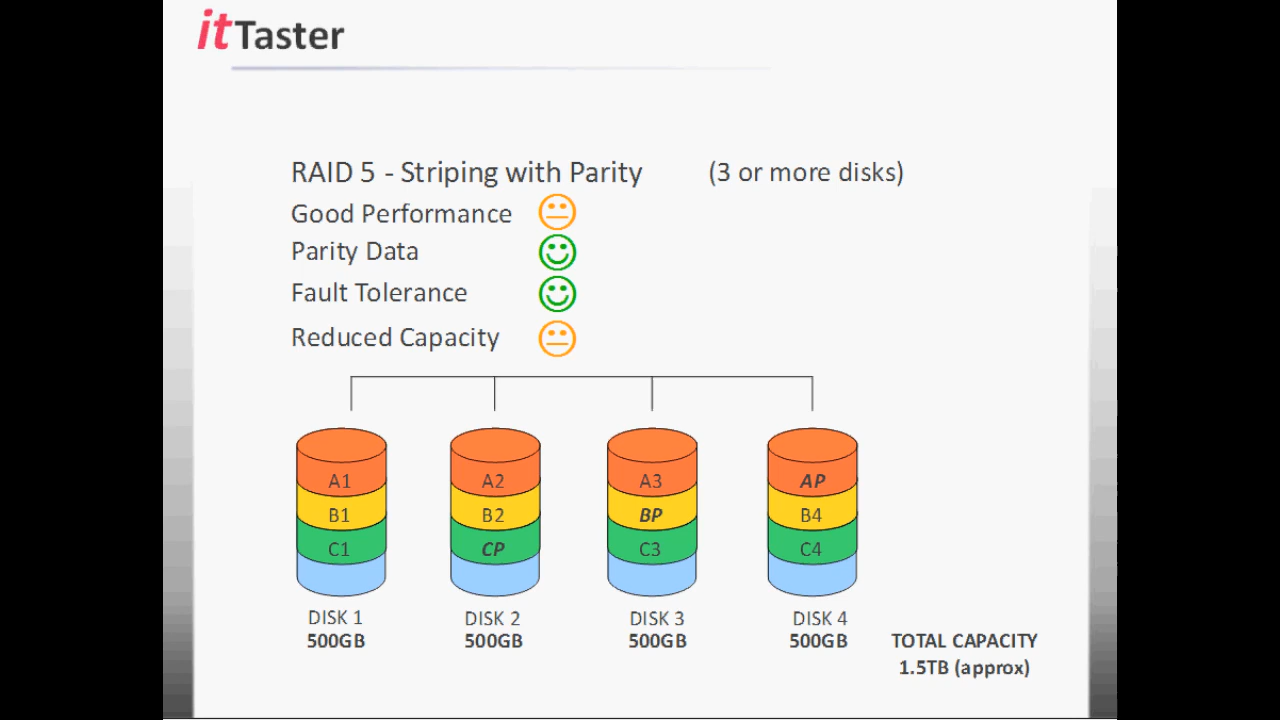 itTaster
RAID 5 - Striping with Parity (3 or more disks)
Good Performance
Parity Data
Fault Tolerance
Reduced Capacity
A1 A2 A3 AP
B1 B2 BP B4
C1 CP C3 C4
DISK 1 DISK 2 DISK 3 DISK 4
500GB 500GB 500GB 500GB TOTAL CAPACITY
1.5TB (approx)